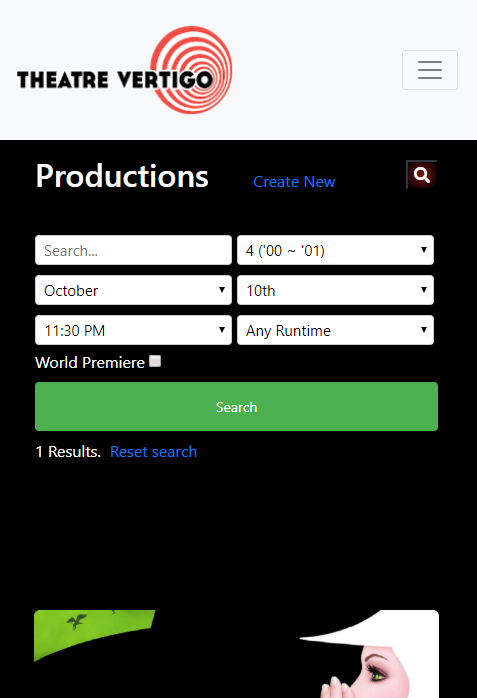 THEATRE VERTIGO
Productions Create New
Search... 4 ('00 ~ '01)
October 10th
11:30 PM Any Runtime
World Premiere
Search
1 Results. Reset search